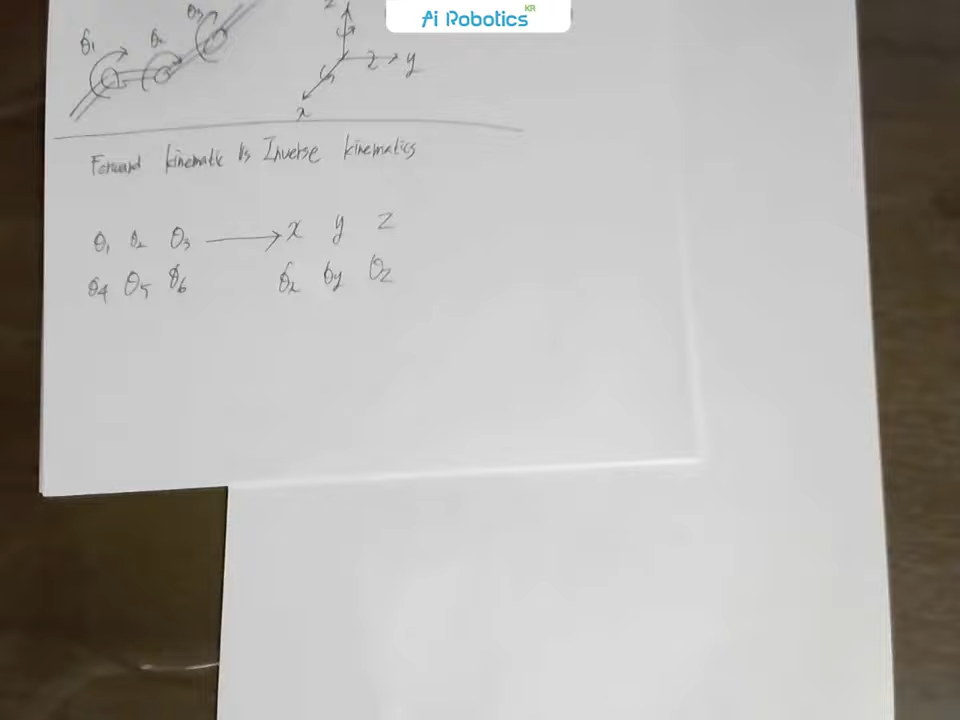 Ai Robotics KR
θ1 θ2 θ3
z
z y
x
Forward kinematic Vs Inverse kinematics
θ1 θ2 θ3 → x y z
θ4 θ5 θ6 θx θy θz